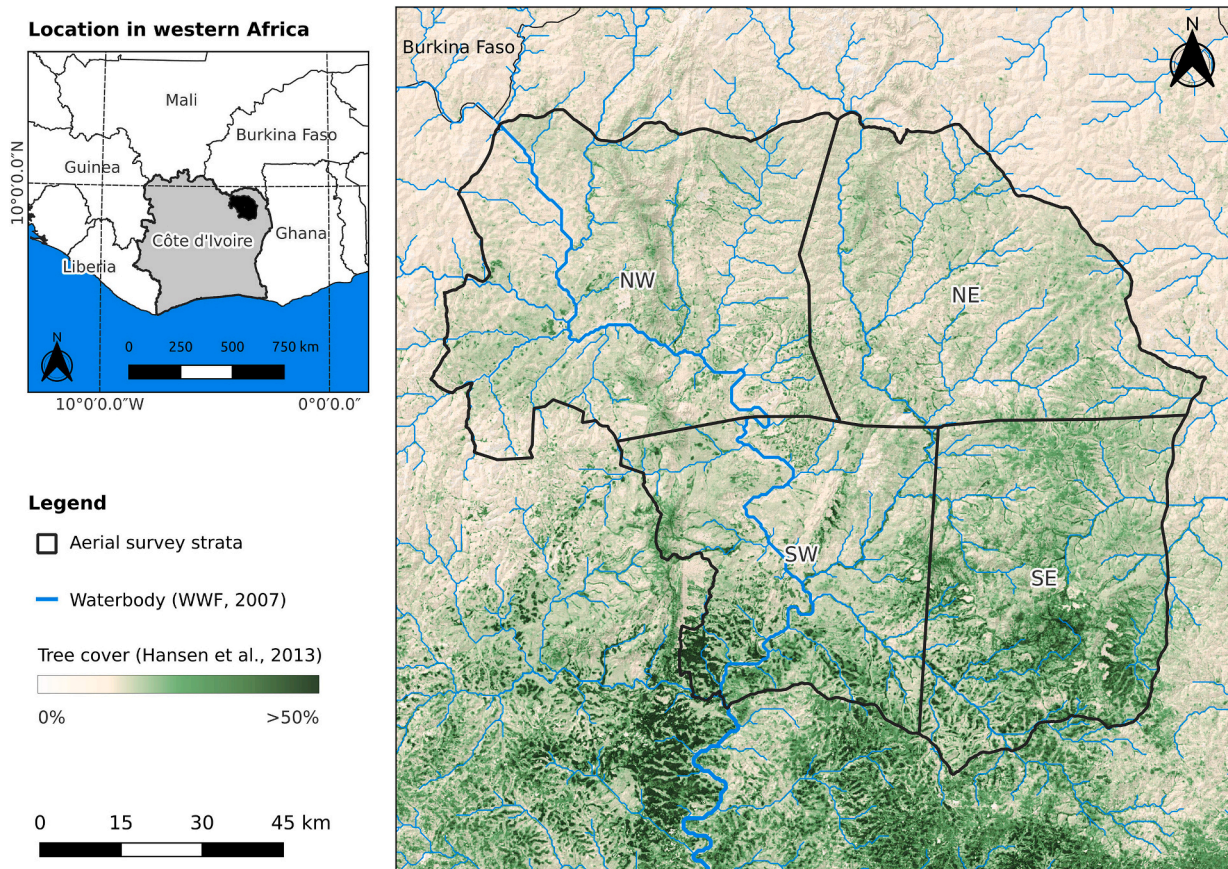 Location in western Africa
Mali
Burkina Faso
Guinea
Côte d'Ivoire
Ghana
Liberia
10°0'0.0"N
N
0 250 500 750 km
10°0'0.0"W 0°0'0.0"
Legend
Aerial survey strata
Waterbody (WWF, 2007)
Tree cover (Hansen et al., 2013)
0% >50%
0 15 30 45 km
Burkina Faso
N
NW
NE
SW
SE